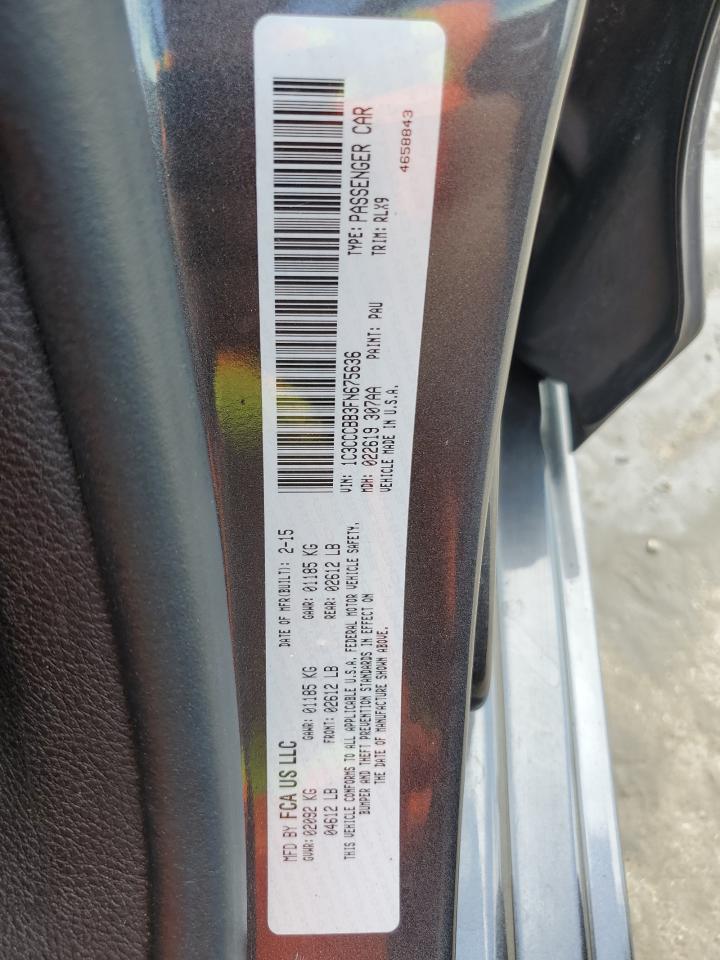 MFD BY FCA US LLC
DATE OF MFR(BUILT): 2-15
GVWR: 02092 KG
GAWR: 01185 KG
GAWR: 01185 KG
04612 LB
FRONT: 02612 LB
REAR: 02612 LB
THIS VEHICLE CONFORMS TO ALL APPLICABLE U.S.A. FEDERAL MOTOR VEHICLE SAFETY,
BUMPER AND THEFT PREVENTION STANDARDS IN EFFECT ON
THE DATE OF MANUFACTURE SHOWN ABOVE.
VIN: 1C3CCCBB3FN675636
TYPE: PASSENGER CAR
MDH: 022619 307AA
PAINT: PAU
TRIM: RLX9
VEHICLE MADE IN U.S.A.
4658843